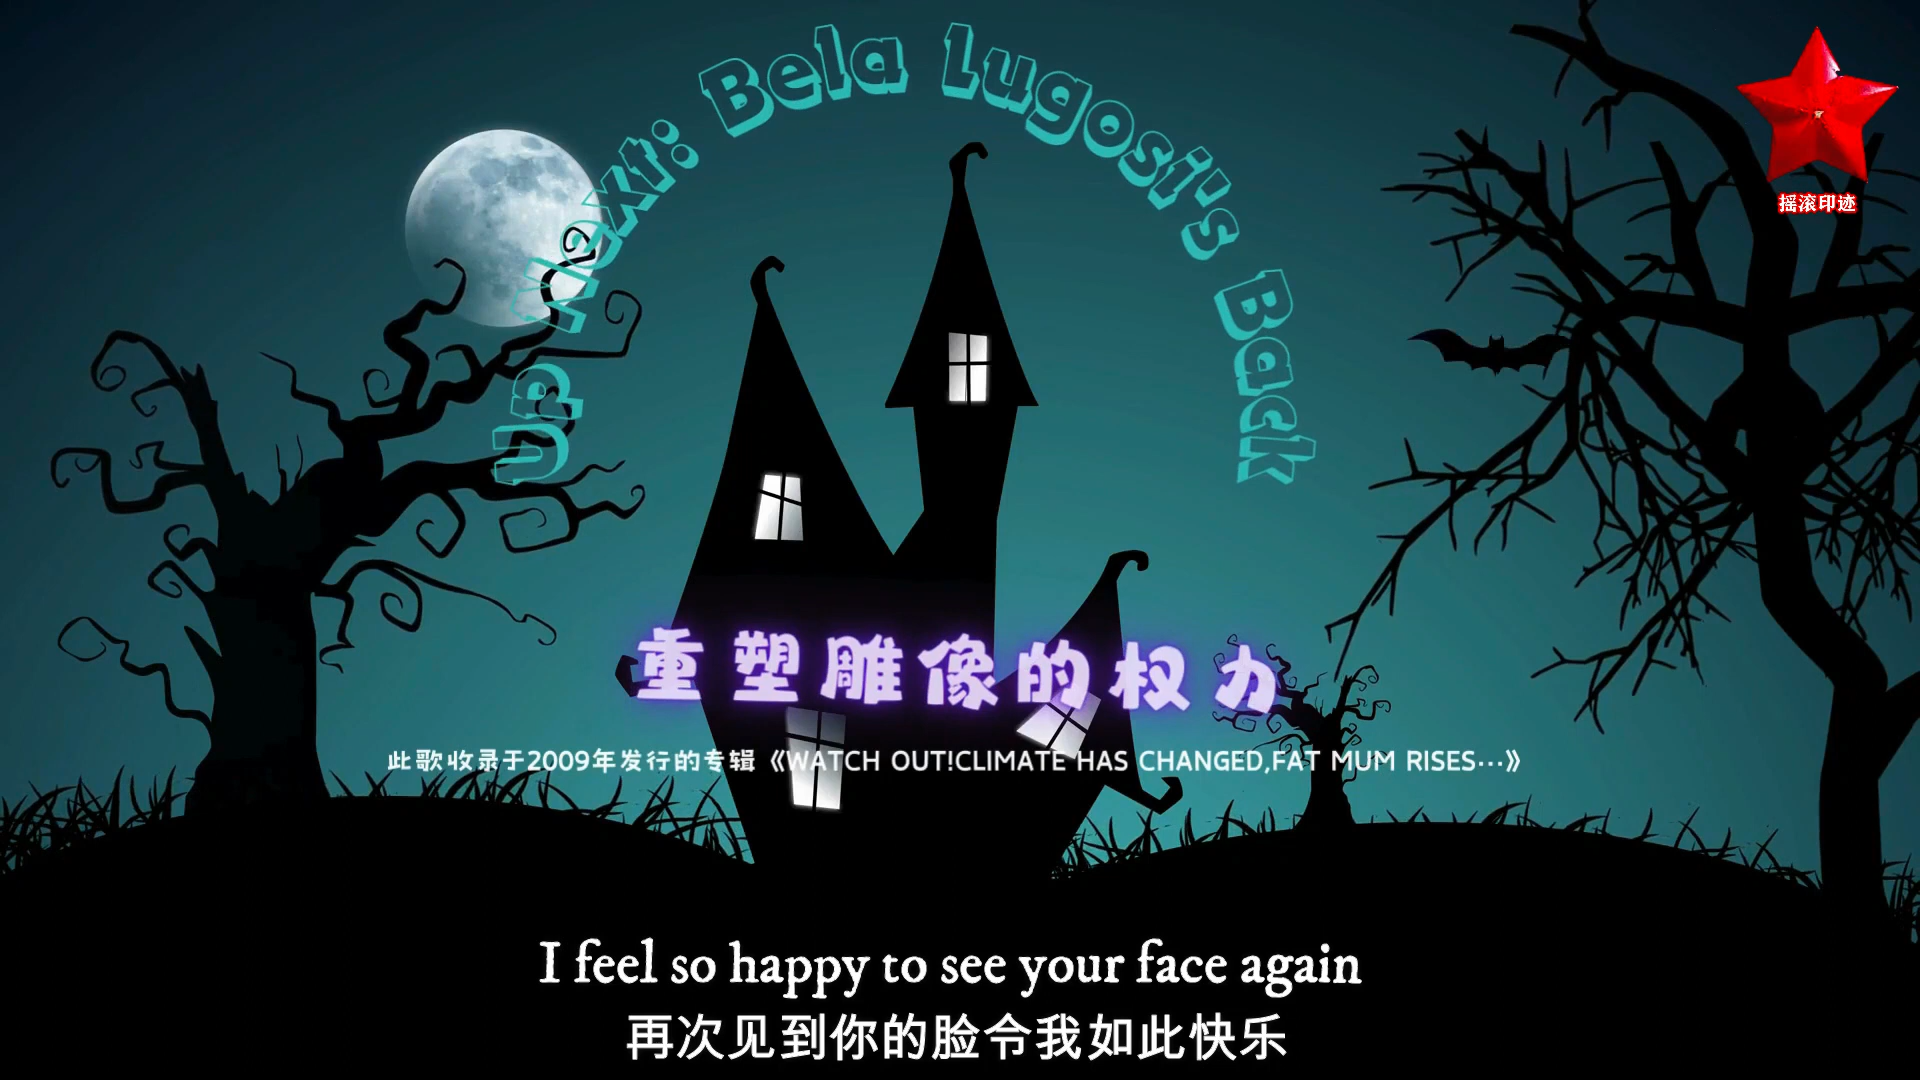 Up Next: Bela Lugosi's Back
摇滚印迹
重塑雕像的权力
此歌收录于2009年发行的专辑《WATCH OUT!CLIMATE HAS CHANGED,FAT MUM RISES…》
I feel so happy to see your face again
再次见到你的脸令我如此快乐